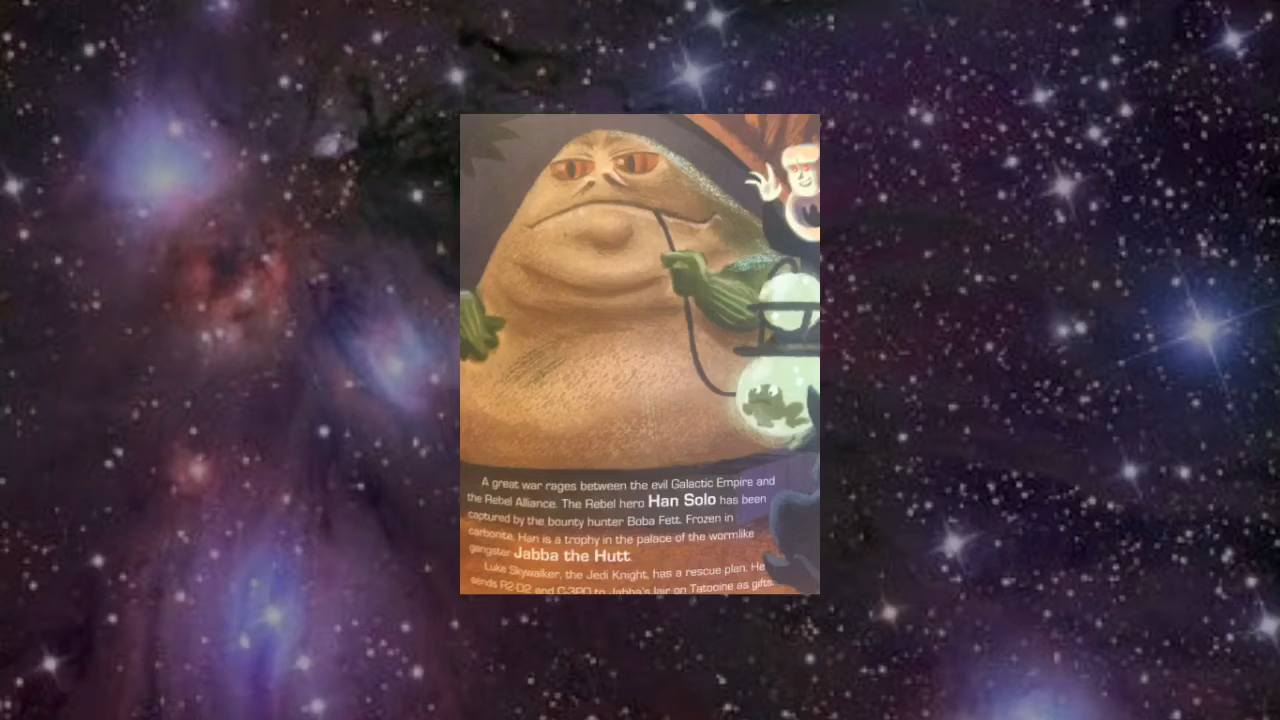 A great war rages between the evil Galactic Empire and
the Rebel Alliance. The Rebel hero Han Solo has been
captured by the bounty hunter Boba Fett. Frozen in
carbonite, Han is a trophy in the palace of the wormlike
gangster Jabba the Hutt.
Luke Skywalker, the Jedi Knight, has a rescue plan. He
sends R2-D2 and C-3PO to Jabba's lair on Tatooine as gifts.